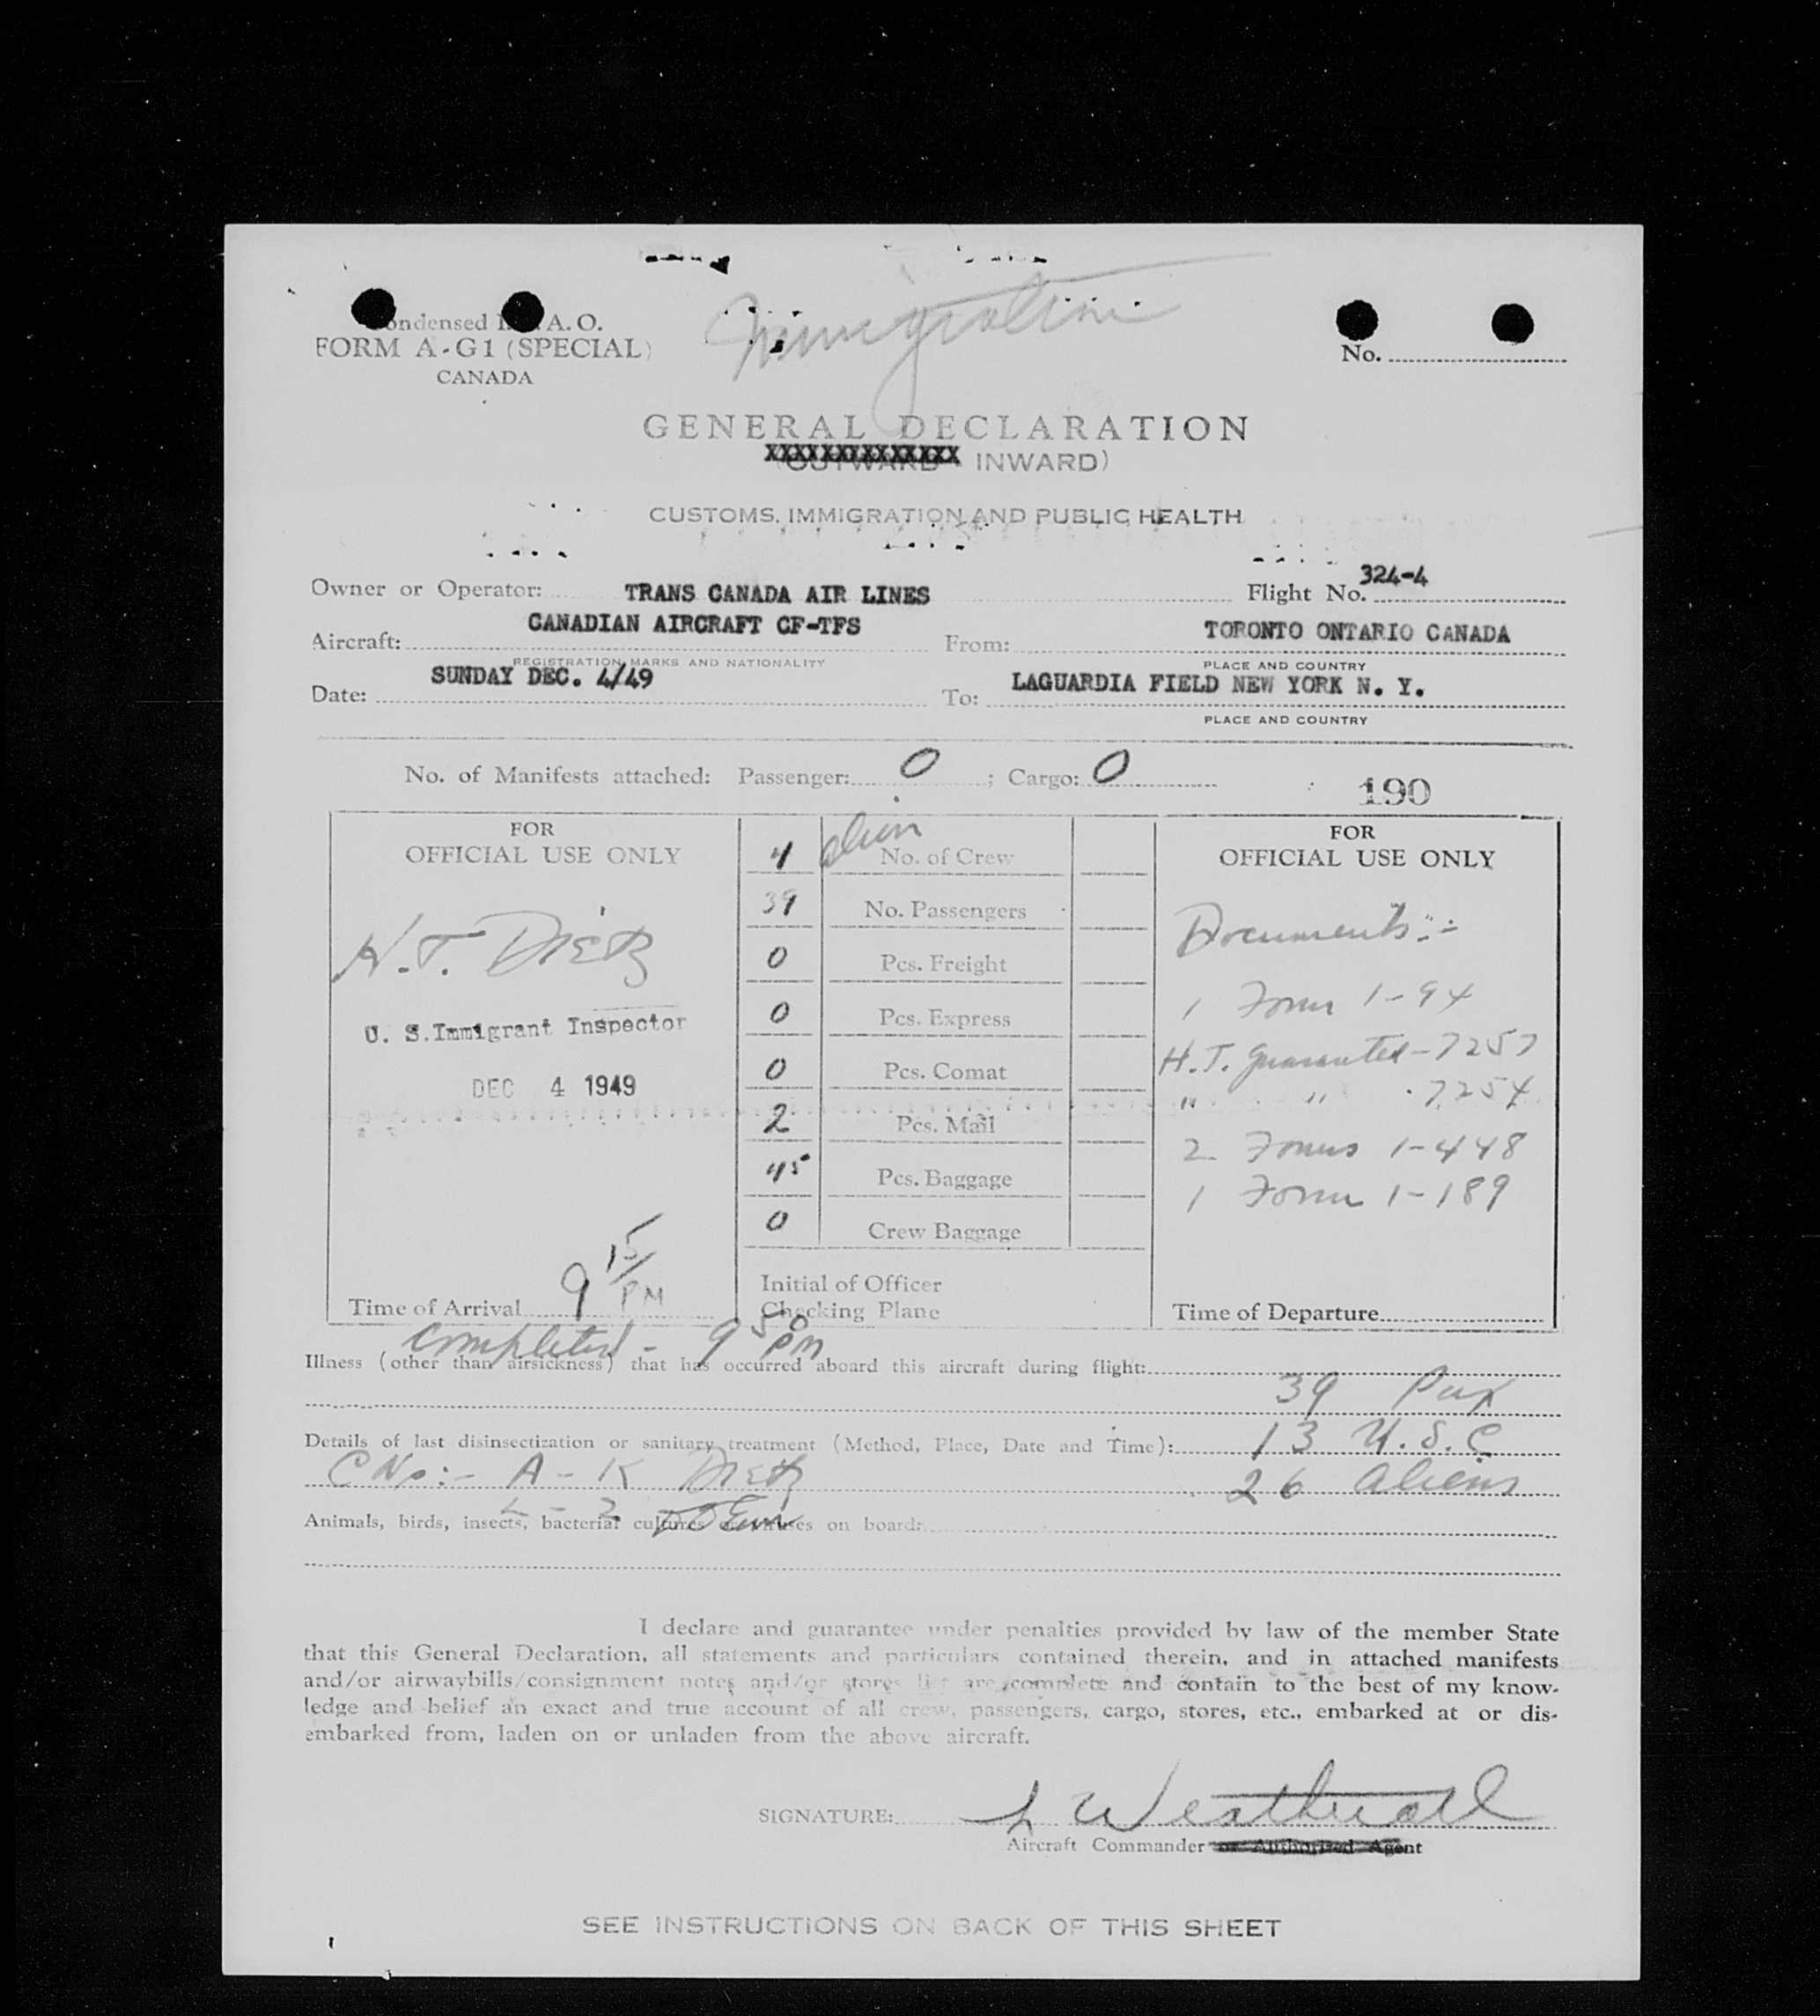 Immigration
Condensed I.C.A.O.
FORM A-G1 (SPECIAL)
CANADA
No.
GENERAL DECLARATION
(OUTWARD - INWARD)
CUSTOMS, IMMIGRATION AND PUBLIC HEALTH
Owner or Operator: TRANS CANADA AIR LINES Flight No. 324-4
Aircraft: CANADIAN AIRCRAFT CF-TFS From: TORONTO ONTARIO CANADA
REGISTRATION MARKS AND NATIONALITY PLACE AND COUNTRY
Date: SUNDAY DEC. 4/49 To: LAGUARDIA FIELD NEW YORK N. Y.
PLACE AND COUNTRY
No. of Manifests attached: Passenger: 0 ; Cargo: 0
190
FOR
OFFICIAL USE ONLY
H.T. Dietz
U. S. Immigrant Inspector
DEC 4 1949
Time of Arrival 9 15/PM
4 alien No. of Crew
39 No. Passengers
0 Pcs. Freight
0 Pcs. Express
0 Pcs. Comat
2 Pcs. Mail
45 Pcs. Baggage
0 Crew Baggage
Initial of Officer
Checking Plane
FOR
OFFICIAL USE ONLY
Documents:-
1 Form 1-94
H.T. guarantee - 7257
" " . 7254
2 Forms 1-448
1 Form 1-189
Time of Departure
Completed - 9 50 PM
Illness (other than airsickness) that has occurred aboard this aircraft during flight:
39 Pax
Details of last disinsectization or sanitary treatment (Method, Place, Date and Time): 13 U.S.C
C Nos:- A - K Dietz 26 aliens
L - Z
Animals, birds, insects, bacterial cultures or viruses on board:
I declare and guarantee under penalties provided by law of the member State
that this General Declaration, all statements and particulars contained therein, and in attached manifests
and/or airwaybills/consignment notes and/or stores list are complete and contain to the best of my know-
ledge and belief an exact and true account of all crew, passengers, cargo, stores, etc., embarked at or dis-
embarked from, laden on or unladen from the above aircraft.
SIGNATURE: L Weatherall
Aircraft Commander or Authorized Agent
SEE INSTRUCTIONS ON BACK OF THIS SHEET